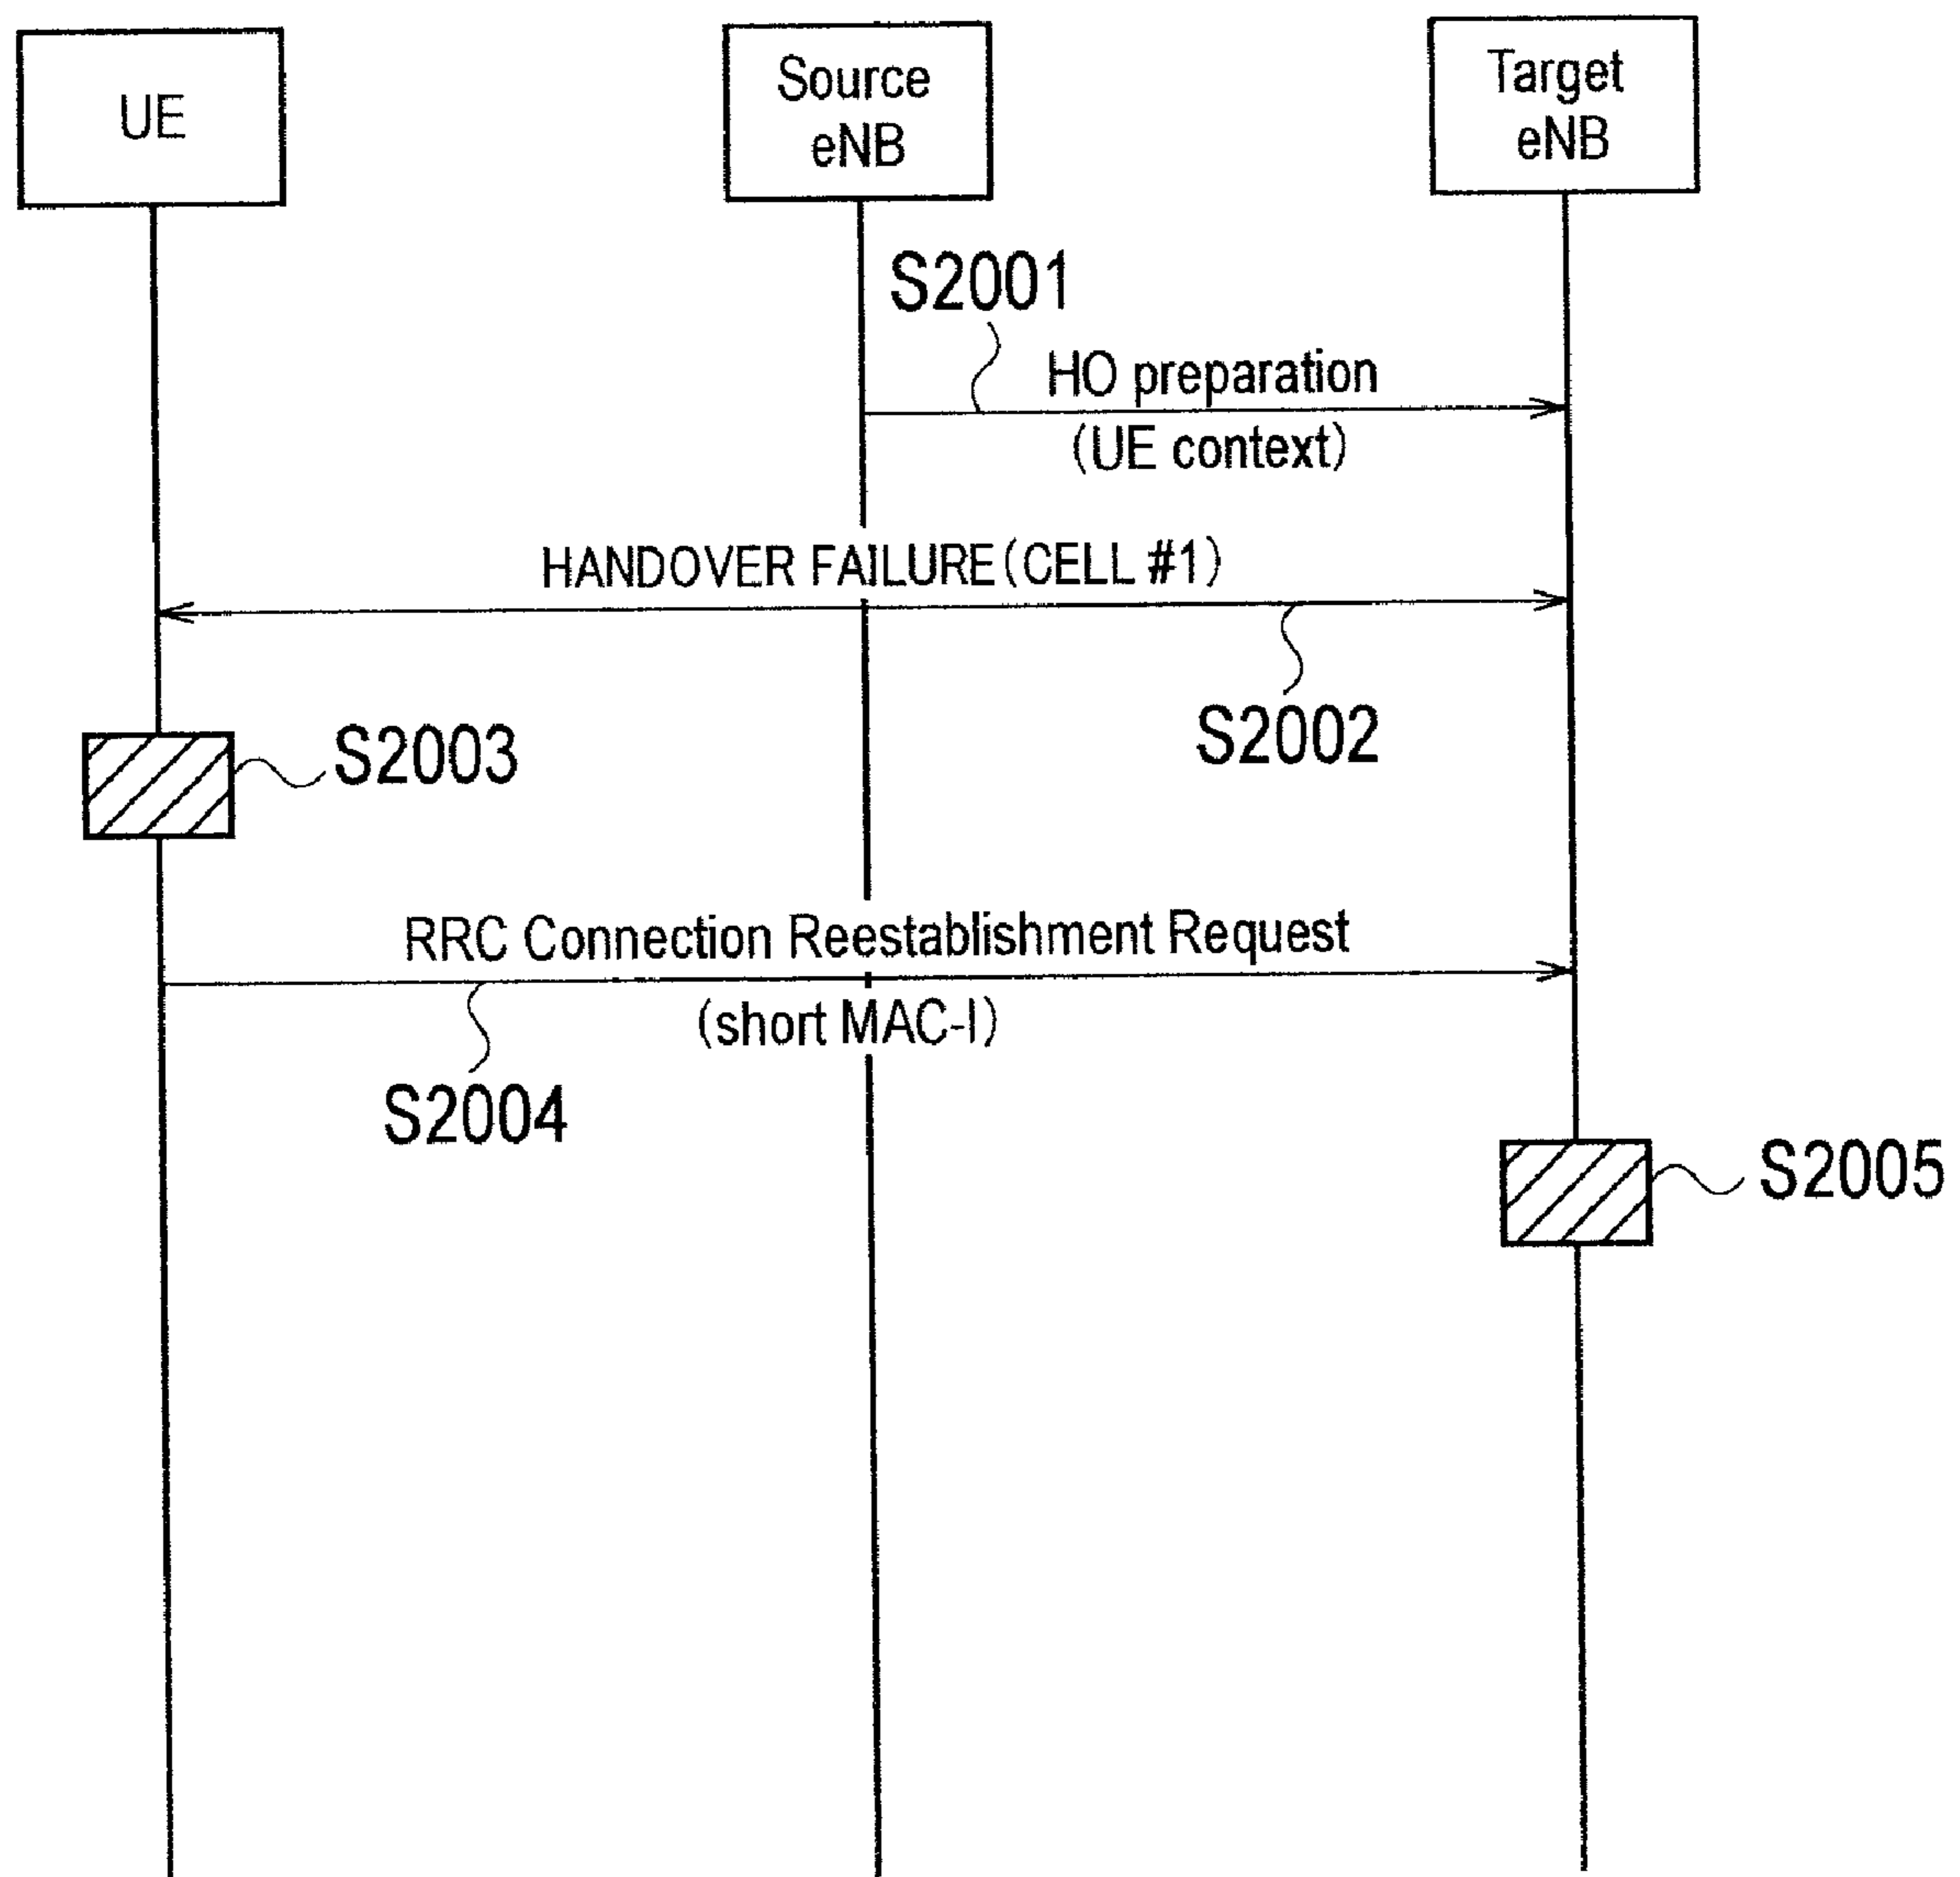 UE
Source
eNB
Target
eNB
S2001
HO preparation
(UE context)
HANDOVER FAILURE(CELL #1)
S2002
S2003
RRC Connection Reestablishment Request
(short MAC-I)
S2004
S2005